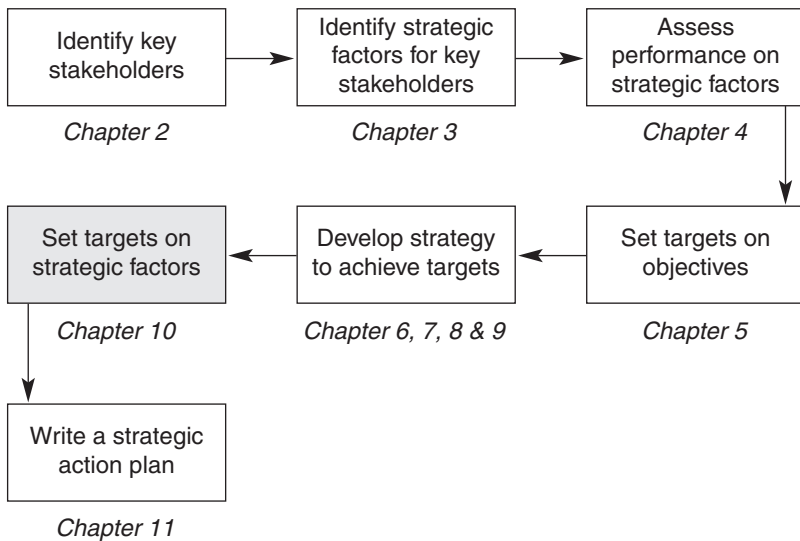 Identify key
stakeholders
Chapter 2
Identify strategic
factors for key
stakeholders
Chapter 3
Assess
performance on
strategic factors
Chapter 4
Set targets on
objectives
Chapter 5
Develop strategy
to achieve targets
Chapter 6, 7, 8 & 9
Set targets on
strategic factors
Chapter 10
Write a strategic
action plan
Chapter 11